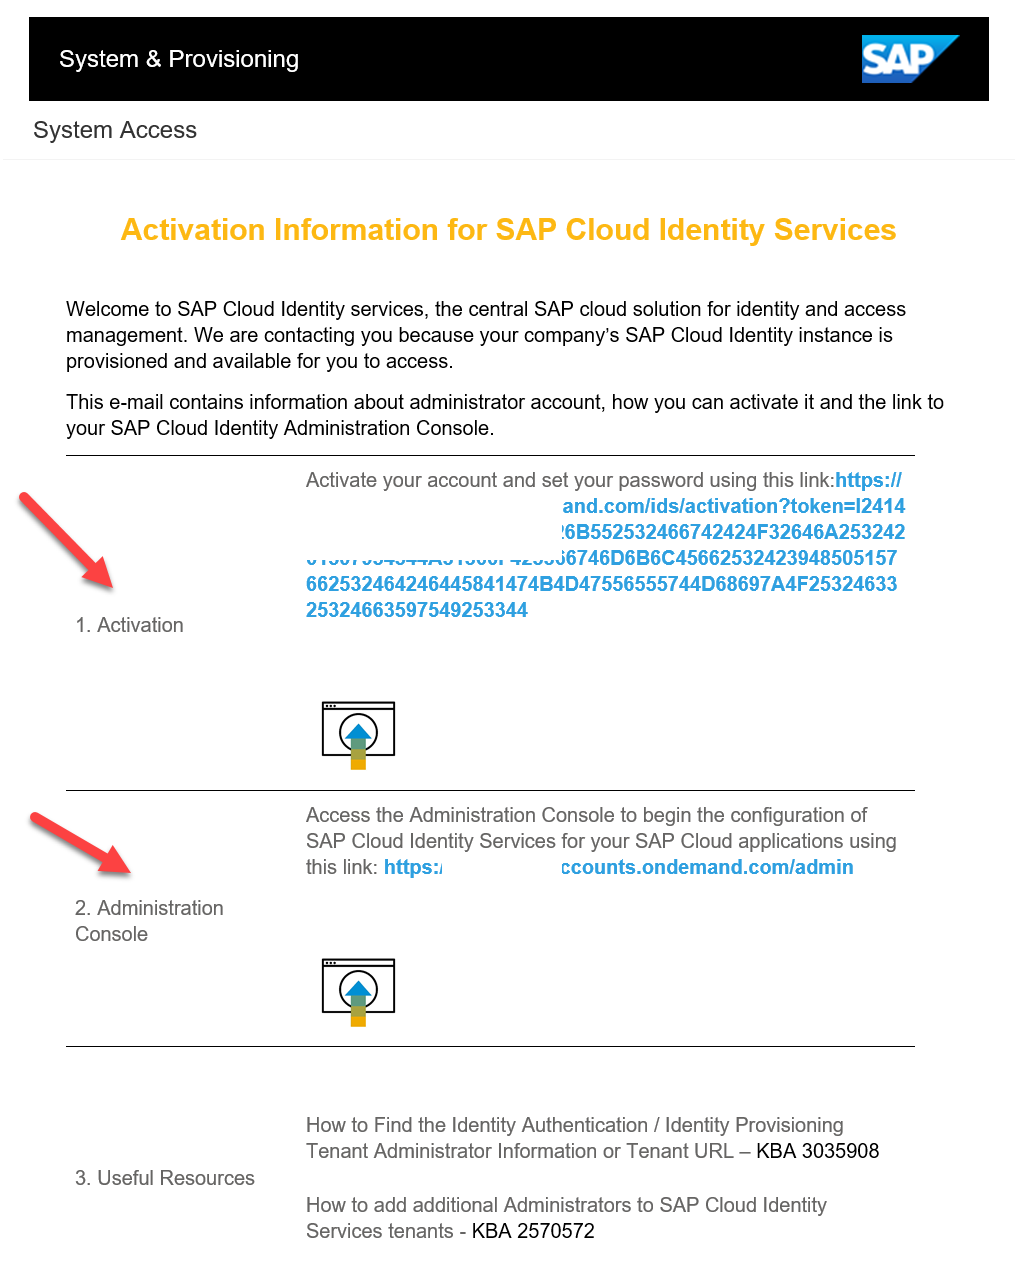 System & Provisioning
SAP
System Access
Activation Information for SAP Cloud Identity Services
Welcome to SAP Cloud Identity services, the central SAP cloud solution for identity and access
management. We are contacting you because your company’s SAP Cloud Identity instance is
provisioned and available for you to access.
This e-mail contains information about administrator account, how you can activate it and the link to
your SAP Cloud Identity Administration Console.
Activate your account and set your password using this link:https://
and.com/ids/activation?token=I2414
26B552532466742424F32646A253242
66746D6B6C45662532423948505157
662532464246445841474B4D47556555744D68697A4F25324633
25324663597549253344
1. Activation
Access the Administration Console to begin the configuration of
SAP Cloud Identity Services for your SAP Cloud applications using
this link: https:/ ccounts.ondemand.com/admin
2. Administration
Console
How to Find the Identity Authentication / Identity Provisioning
Tenant Administrator Information or Tenant URL – KBA 3035908
3. Useful Resources
How to add additional Administrators to SAP Cloud Identity
Services tenants - KBA 2570572